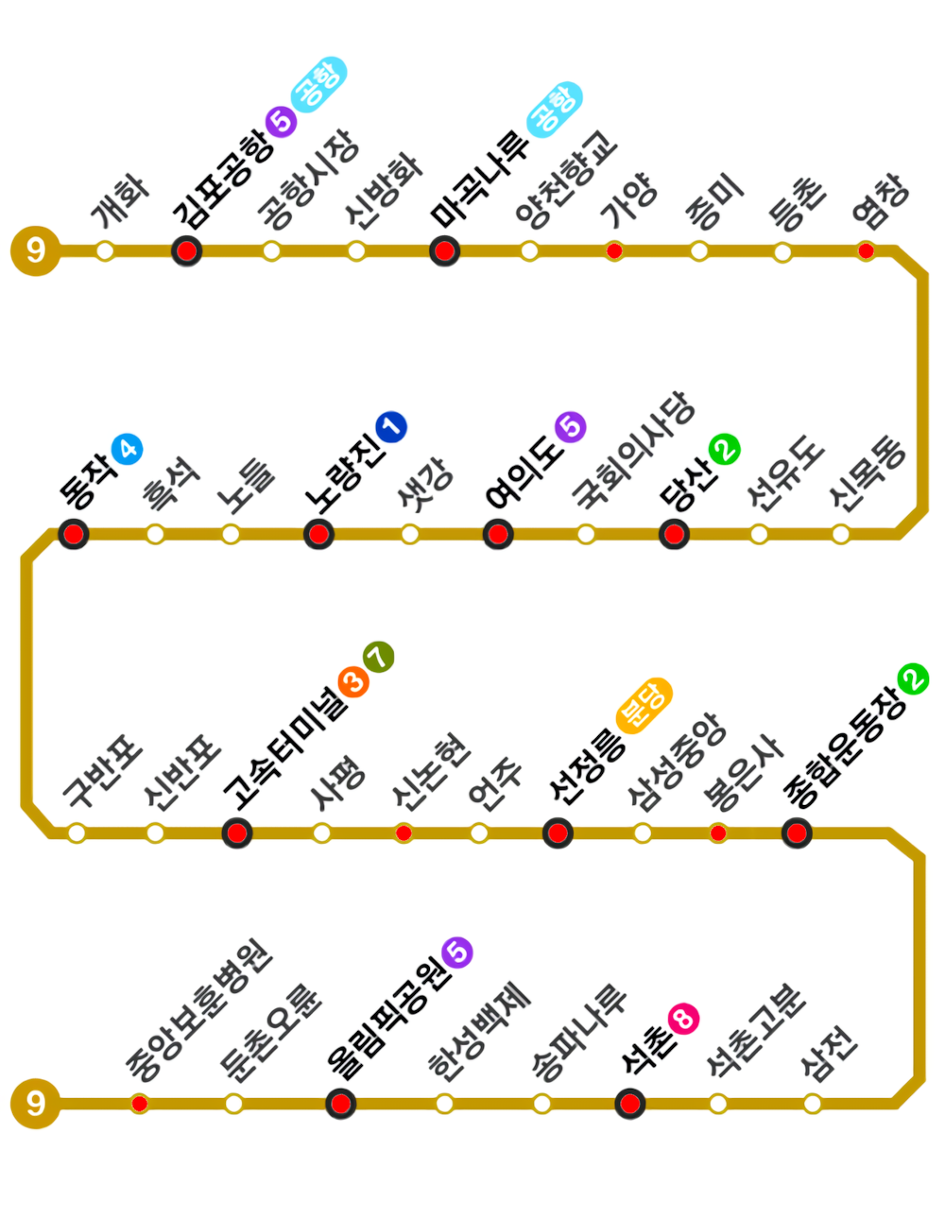 9
개화
김포공항 5 공항
공항시장
신방화
마곡나루 공항
양천향교
가양
증미
등촌
염창
동작 4
흑석
노들
노량진 1
샛강
여의도 5
국회의사당
당산 2
선유도
신목동
구반포
신반포
고속터미널 3 7
사평
신논현
언주
선정릉 분당
삼성중앙
봉은사
종합운동장 2
9
중앙보훈병원
둔촌오륜
올림픽공원 5
한성백제
송파나루
석촌 8
석촌고분
삼전